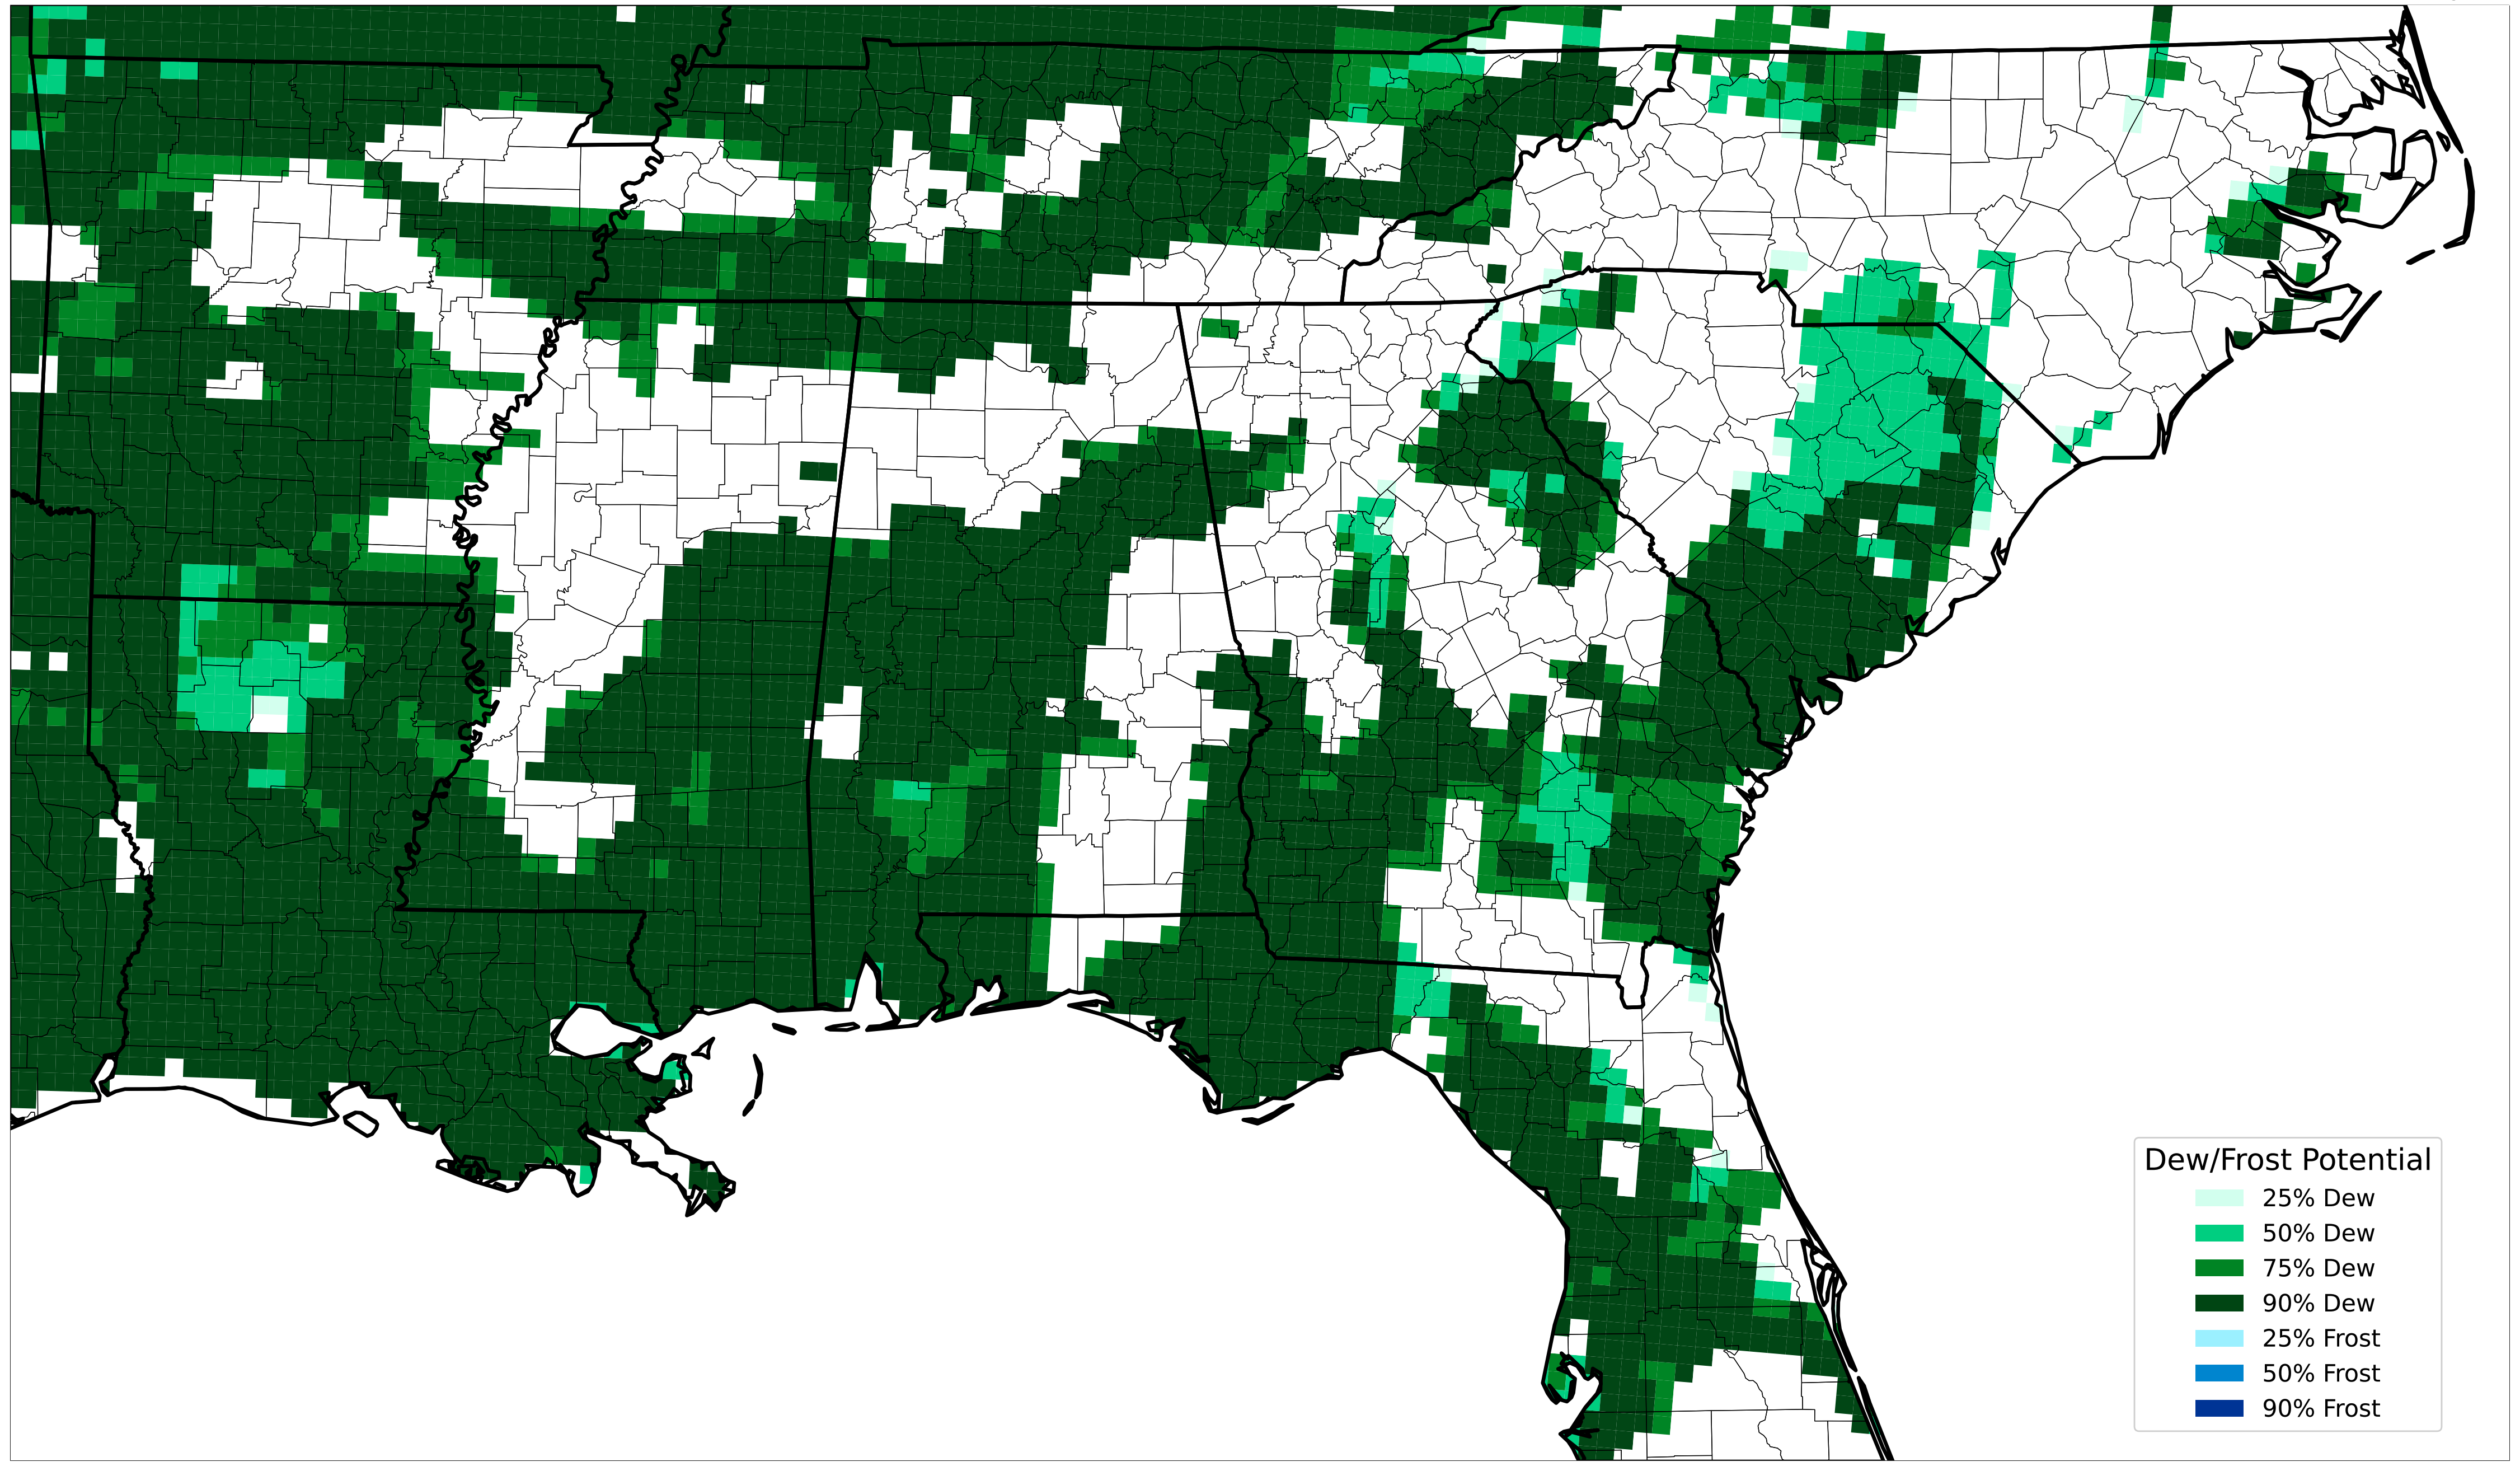 Dew/Frost Potential
25% Dew
50% Dew
75% Dew
90% Dew
25% Frost
50% Frost
90% Frost